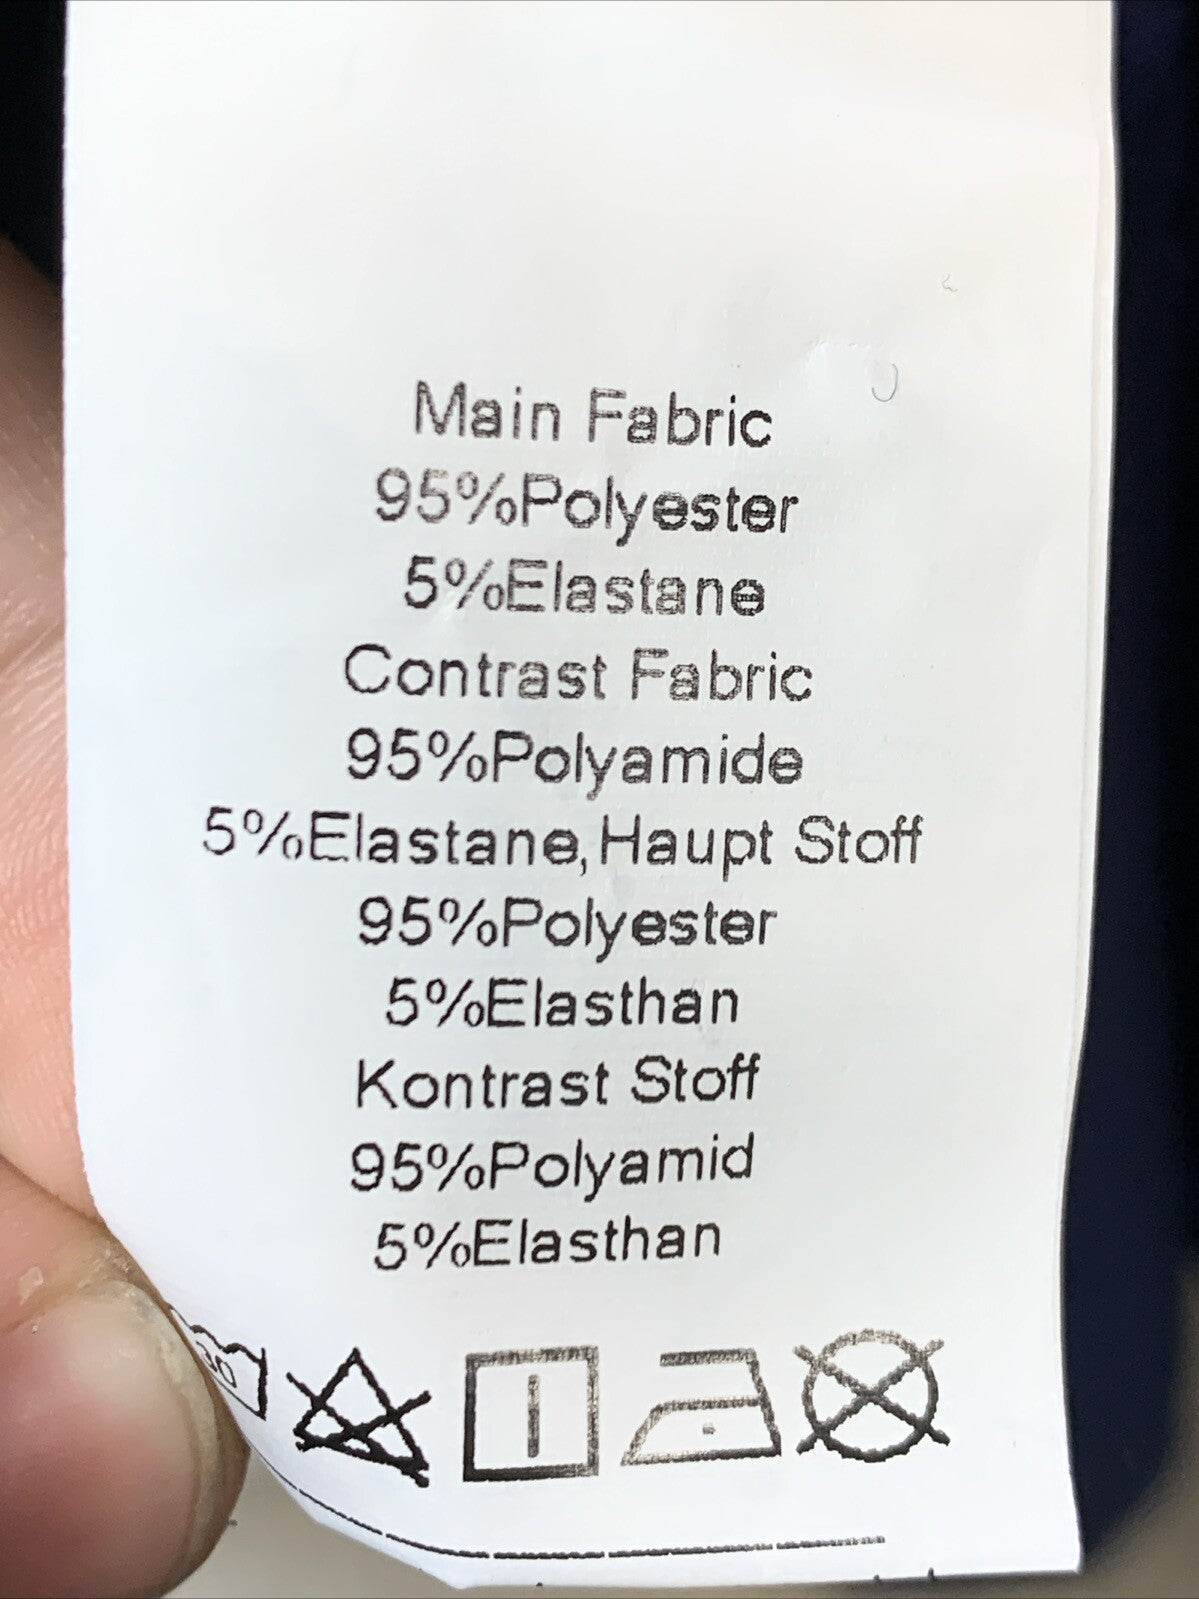 Main Fabric
95%Polyester
5%Elastane
Contrast Fabric
95%Polyamide
5%Elastane,Haupt Stoff
95%Polyester
5%Elasthan
Kontrast Stoff
95%Polyamid
5%Elasthan
30